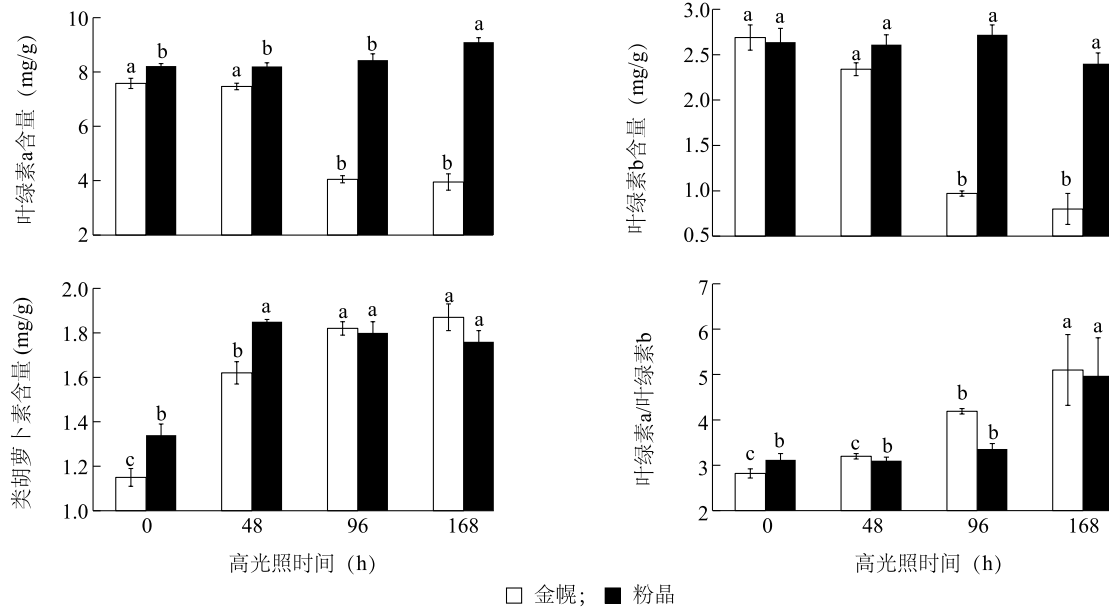 叶绿素a含量 (mg/g)
10
8
6
4
2
a b a b b b b a
叶绿素b含量 (mg/g)
3.0
2.5
2.0
1.5
1.0
0.5
a a a a b a b a
类胡萝卜素含量 (mg/g)
2.0
1.8
1.6
1.4
1.2
1.0
c b b a a a a a
0 48 96 168
高光照时间 (h)
叶绿素a/叶绿素b
7
6
5
4
3
2
c b c b b b a a
0 48 96 168
高光照时间 (h)
金幌； 粉晶